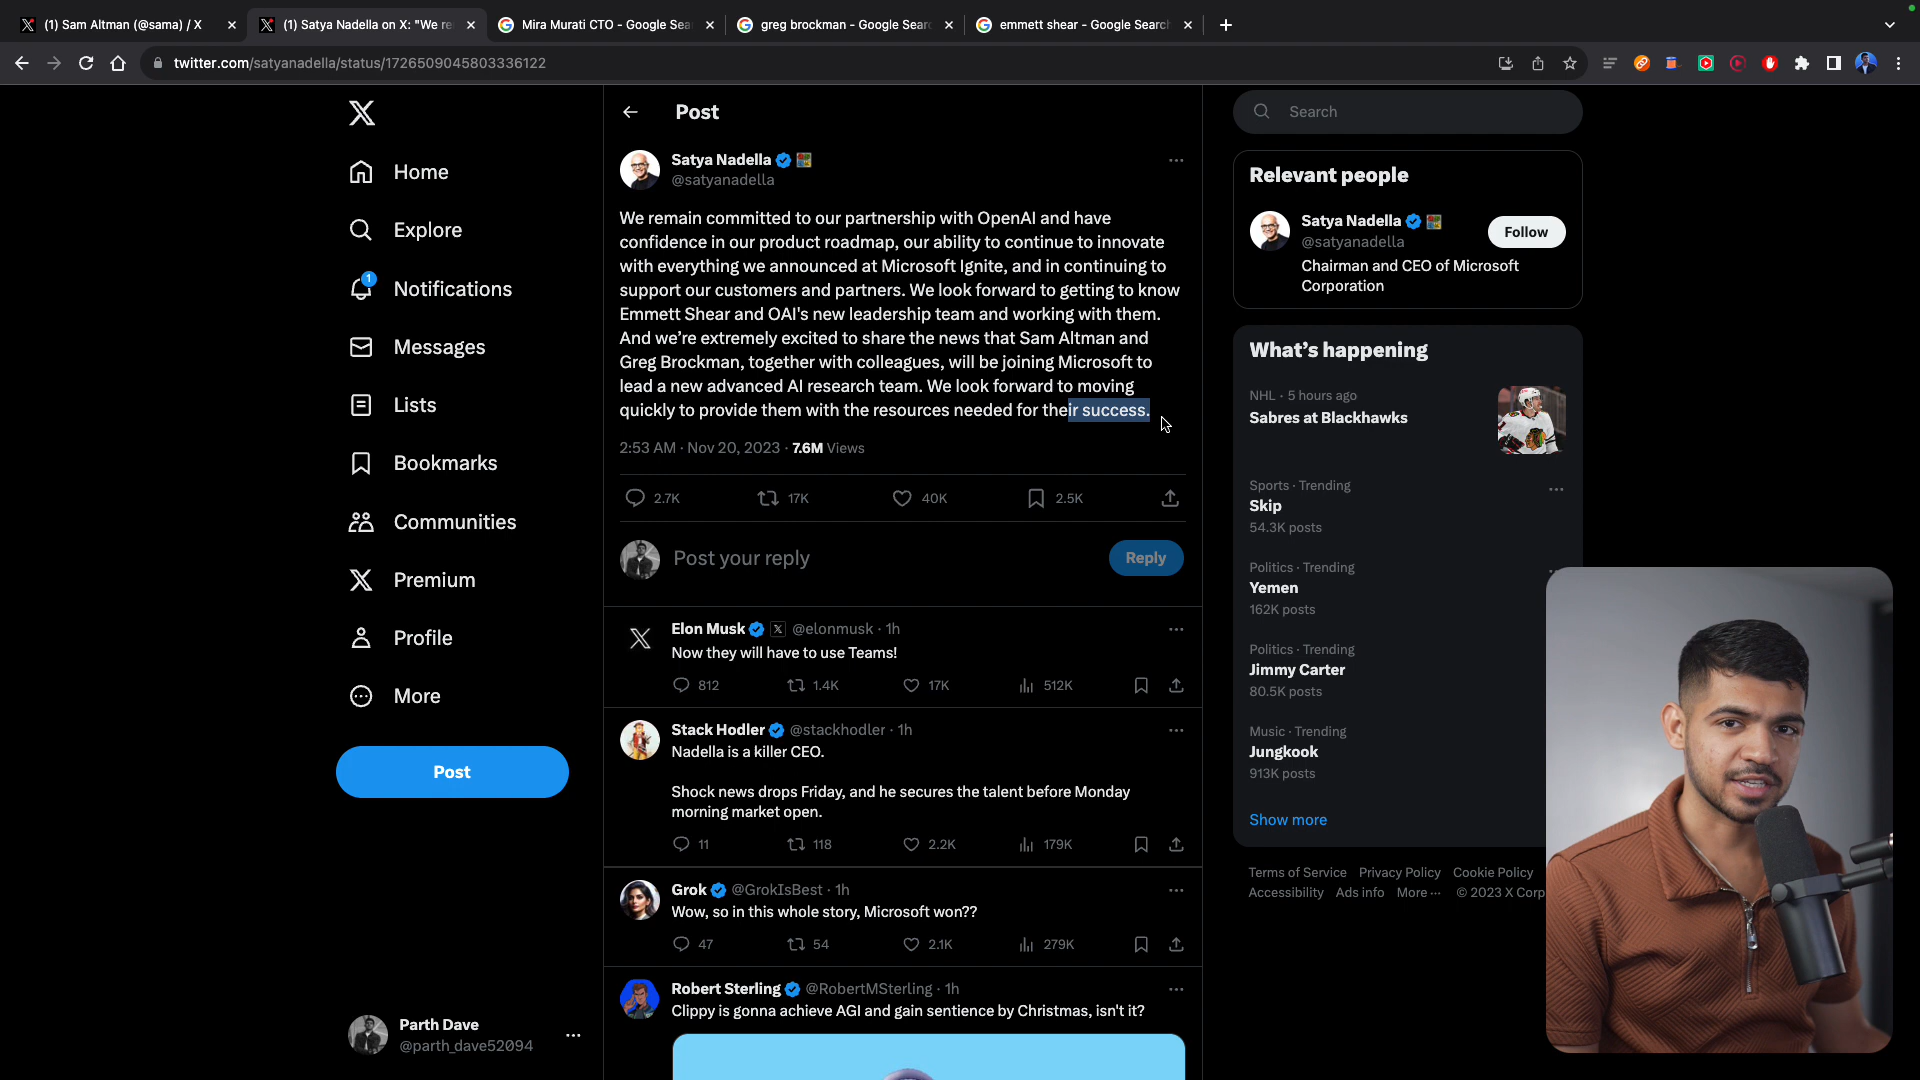 (1) Sam Altman (@sama) / X
(1) Satya Nadella on X: "We re
Mira Murati CTO - Google Sea
greg brockman - Google Searc
emmett shear - Google Search
twitter.com/satyanadella/status/1726509045803336122
Home
Explore
1
Notifications
Messages
Lists
Bookmarks
Communities
Premium
Profile
More
Post
Parth Dave
@parth_dave52094
Post
Satya Nadella
@satyanadella
We remain committed to our partnership with OpenAI and have
confidence in our product roadmap, our ability to continue to innovate
with everything we announced at Microsoft Ignite, and in continuing to
support our customers and partners. We look forward to getting to know
Emmett Shear and OAI's new leadership team and working with them.
And we’re extremely excited to share the news that Sam Altman and
Greg Brockman, together with colleagues, will be joining Microsoft to
lead a new advanced AI research team. We look forward to moving
quickly to provide them with the resources needed for their success.
2:53 AM · Nov 20, 2023 · 7.6M Views
2.7K 17K 40K 2.5K
Post your reply
Reply
Elon Musk @elonmusk · 1h
Now they will have to use Teams!
812 1.4K 17K 512K
Stack Hodler @stackhodler · 1h
Nadella is a killer CEO.
Shock news drops Friday, and he secures the talent before Monday
morning market open.
11 118 2.2K 179K
Grok @GrokIsBest · 1h
Wow, so in this whole story, Microsoft won??
47 54 2.1K 279K
Robert Sterling @RobertMSterling · 1h
Clippy is gonna achieve AGI and gain sentience by Christmas, isn't it?
Search
Relevant people
Satya Nadella
@satyanadella
Follow
Chairman and CEO of Microsoft
Corporation
What’s happening
NHL · 5 hours ago
Sabres at Blackhawks
Sports · Trending
Skip
54.3K posts
Politics · Trending
Yemen
162K posts
Politics · Trending
Jimmy Carter
80.5K posts
Music · Trending
Jungkook
913K posts
Show more
Terms of Service Privacy Policy Cookie Policy
Accessibility Ads info More ··· © 2023 X Corp